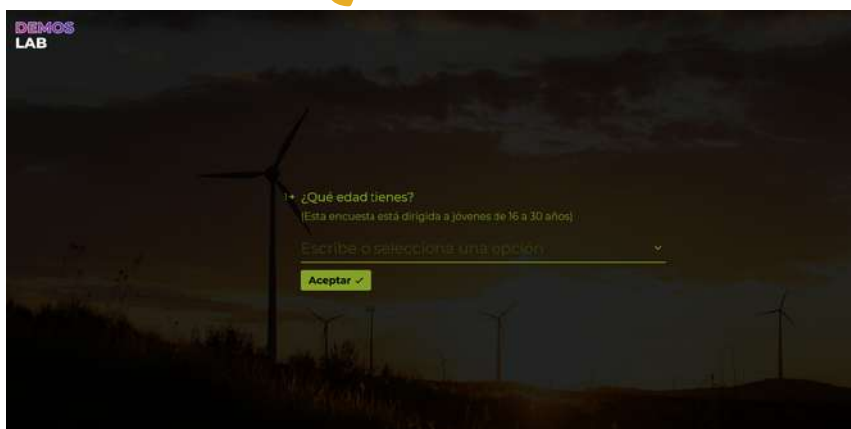 DEMOS
LAB
1→ ¿Qué edad tienes?
(Esta encuesta está dirigida a jóvenes de 16 a 30 años)
Escribe o selecciona una opción
Aceptar ✓